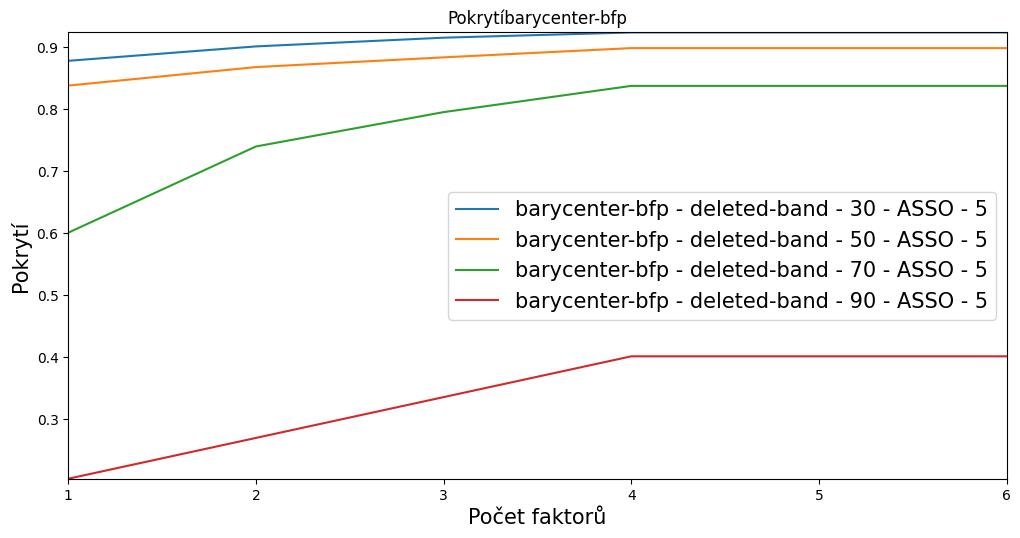 Pokrytíbarycenter-bfp
0.9
0.8
0.7
0.6
0.5
0.4
0.3
Pokrytí
barycenter-bfp - deleted-band - 30 - ASSO - 5
barycenter-bfp - deleted-band - 50 - ASSO - 5
barycenter-bfp - deleted-band - 70 - ASSO - 5
barycenter-bfp - deleted-band - 90 - ASSO - 5
1 2 3 4 5 6
Počet faktorů